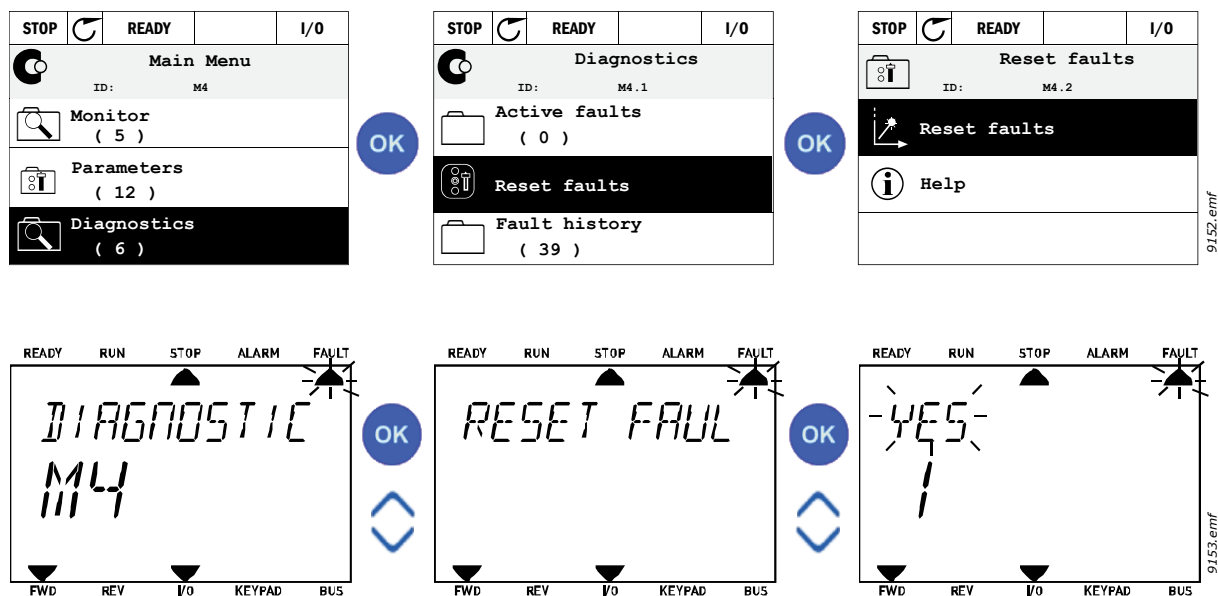 STOP READY I/O
Main Menu
ID: M4
Monitor
( 5 )
Parameters
( 12 )
Diagnostics
( 6 )
OK
STOP READY I/O
Diagnostics
ID: M4.1
Active faults
( 0 )
Reset faults
Fault history
( 39 )
OK
STOP READY I/O
Reset faults
ID: M4.2
Reset faults
Help
9152.emf
READY RUN STOP ALARM FAULT
DIAGNOSTIC
M4
FWD REV I/O KEYPAD BUS
OK
READY RUN STOP ALARM FAULT
RESET FAUL
FWD REV I/O KEYPAD BUS
OK
READY RUN STOP ALARM FAULT
YES
1
FWD REV I/O KEYPAD BUS
9153.emf